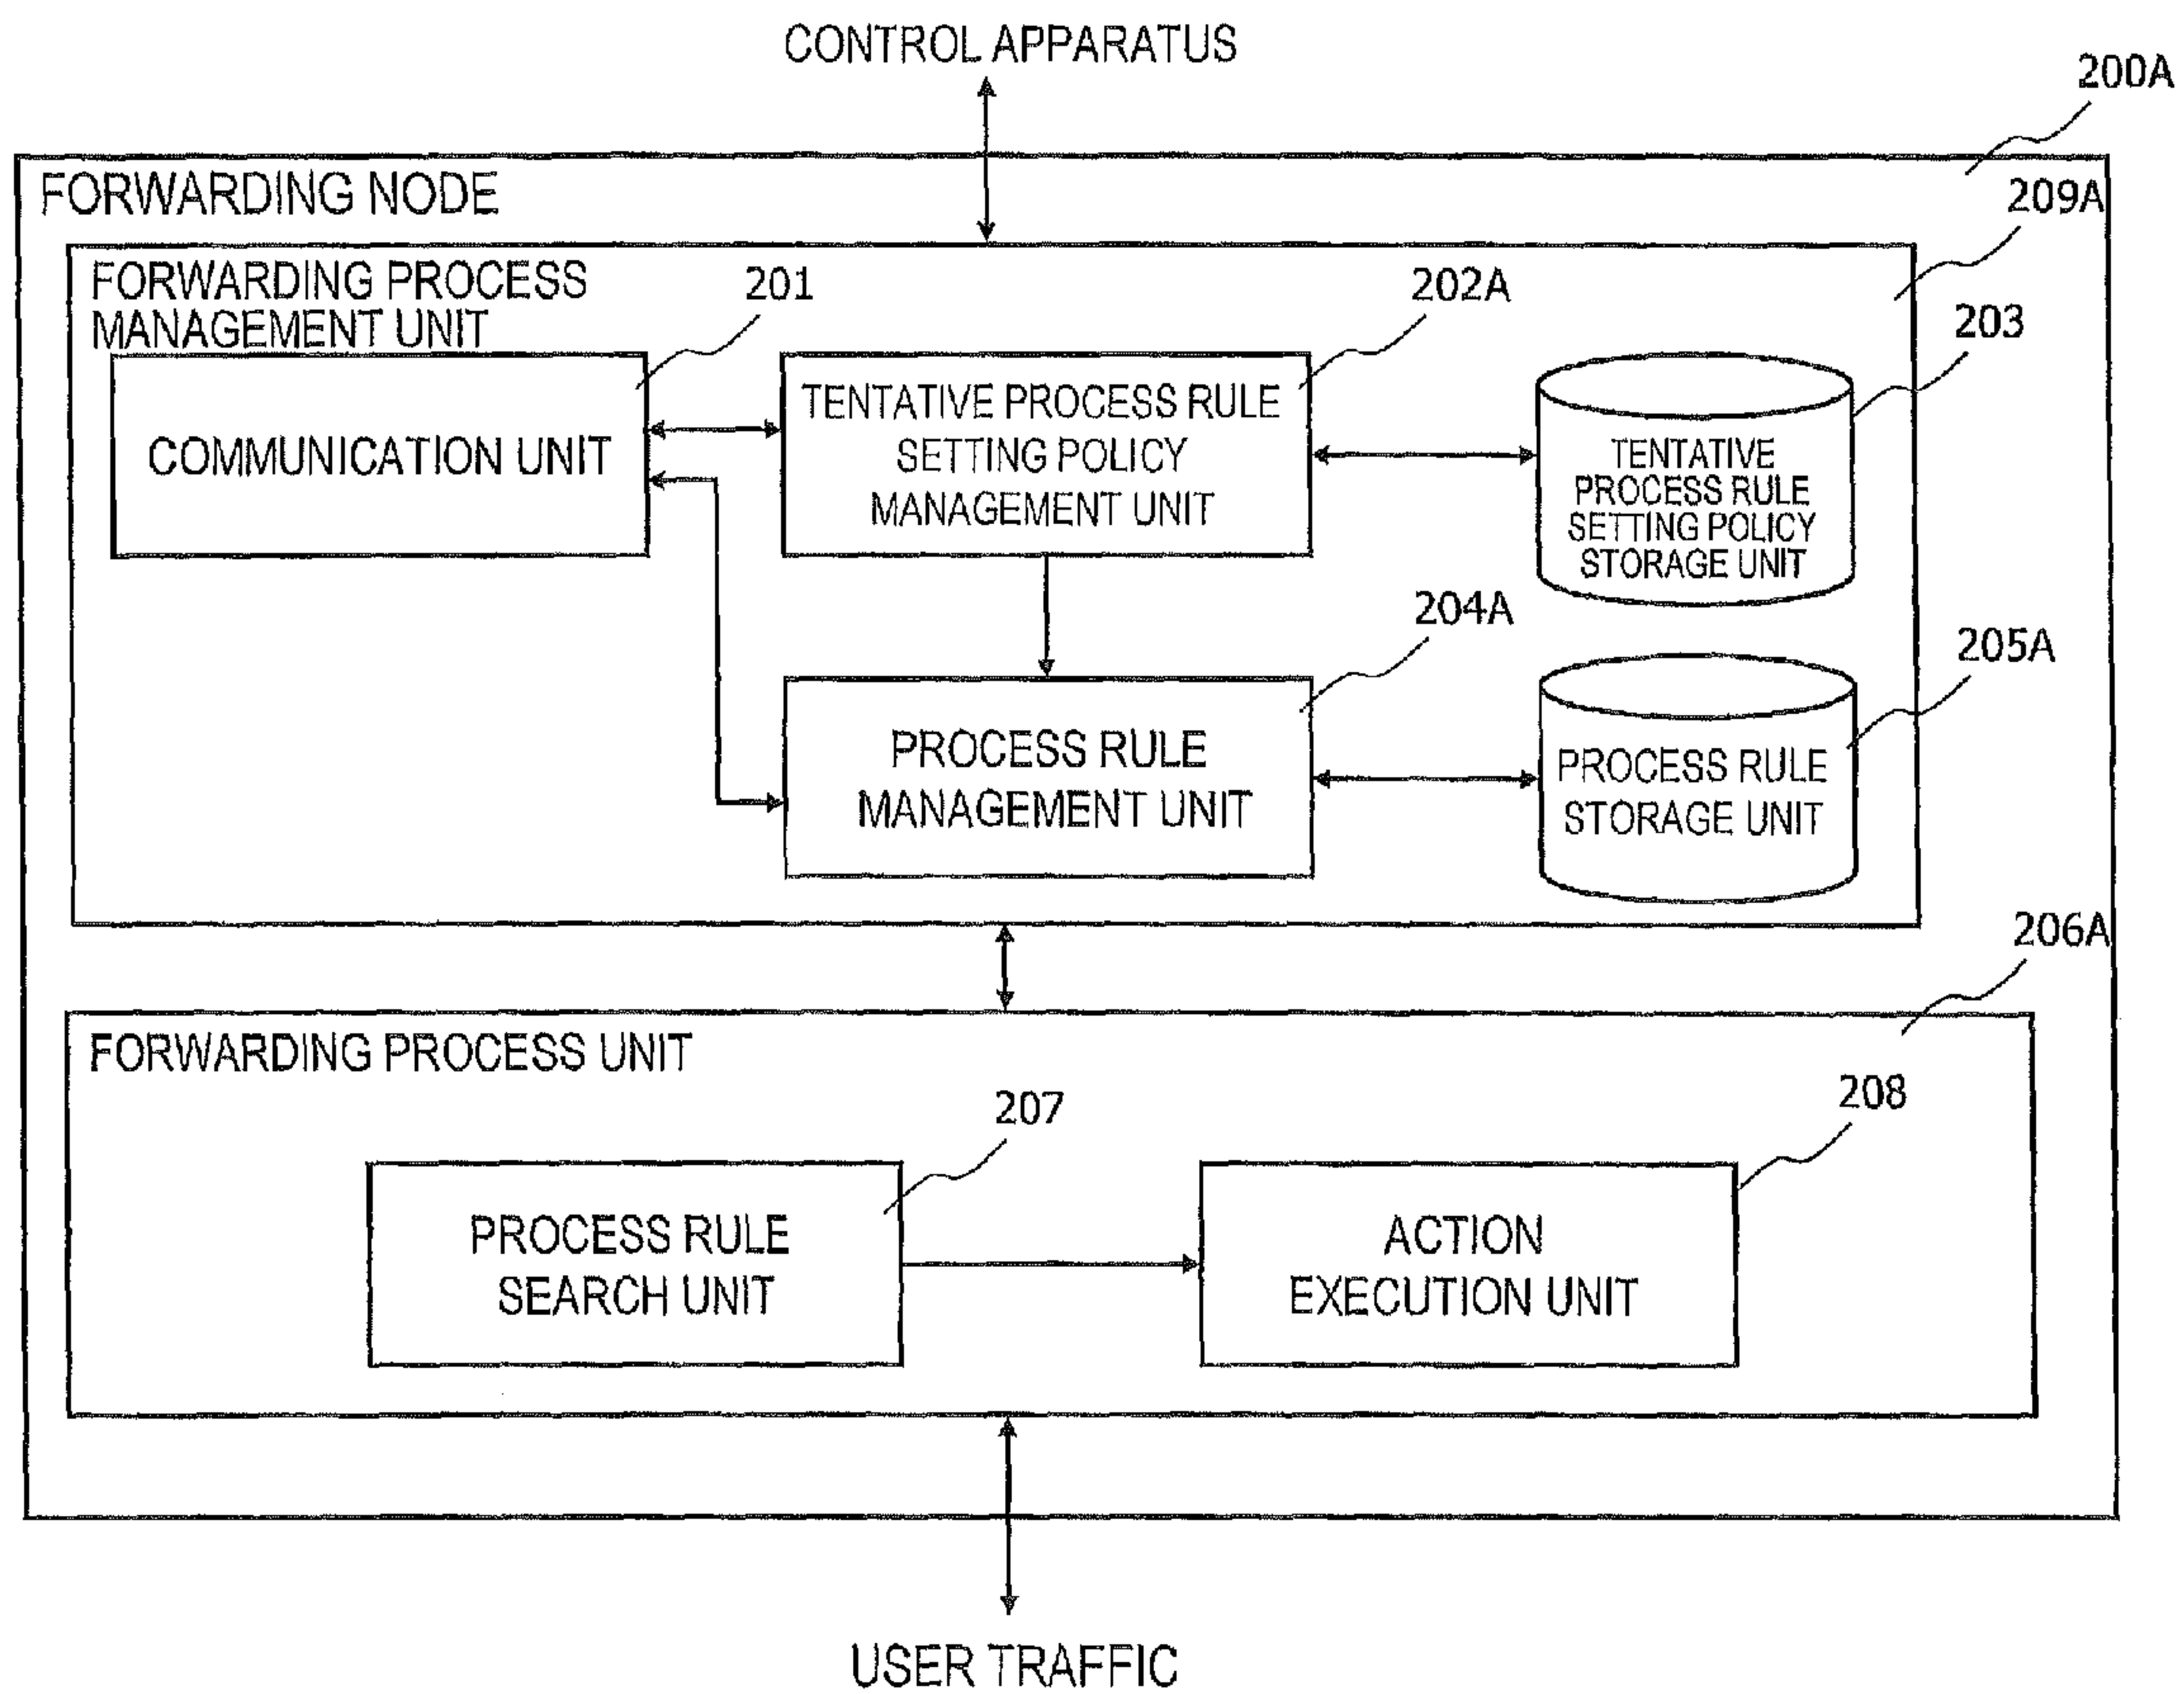 CONTROL APPARATUS
200A
FORWARDING NODE
209A
FORWARDING PROCESS
MANAGEMENT UNIT
201
202A
203
COMMUNICATION UNIT
TENTATIVE PROCESS RULE
SETTING POLICY
MANAGEMENT UNIT
TENTATIVE
PROCESS RULE
SETTING POLICY
STORAGE UNIT
204A
205A
PROCESS RULE
MANAGEMENT UNIT
PROCESS RULE
STORAGE UNIT
206A
FORWARDING PROCESS UNIT
207
208
PROCESS RULE
SEARCH UNIT
ACTION
EXECUTION UNIT
USER TRAFFIC